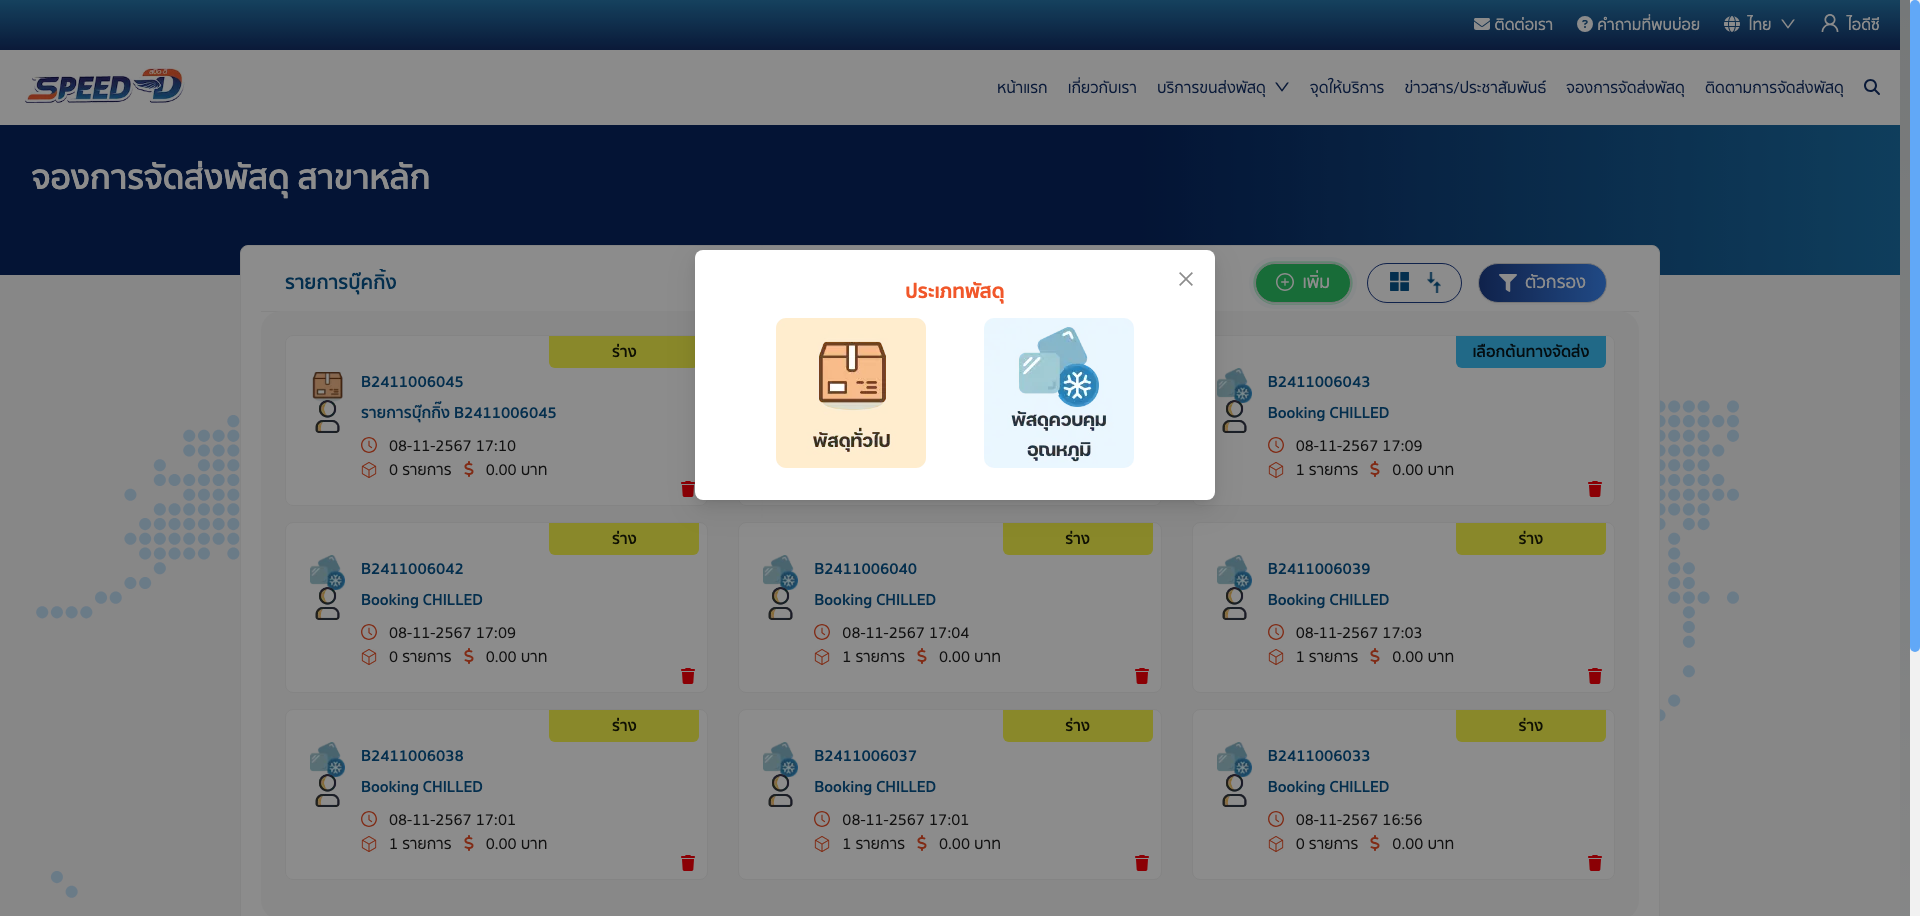 ติดต่อเรา คำถามที่พบบ่อย ไทย ไอดีซี
SPEED D
หน้าแรก เกี่ยวกับเรา บริการขนส่งพัสดุ จุดให้บริการ ข่าวสาร/ประชาสัมพันธ์ จองการจัดส่งพัสดุ ติดตามการจัดส่งพัสดุ
จองการจัดส่งพัสดุ สาขาหลัก
รายการบุ๊คกิ้ง
เพิ่ม
ตัวกรอง
ประเภทพัสดุ
พัสดุทั่วไป
พัสดุควบคุม
อุณหภูมิ
ร่าง
B2411006045
รายการบุ๊กกิ๊ง B2411006045
08-11-2567 17:10
0 รายการ $ 0.00 บาท
เลือกต้นทางจัดส่ง
B2411006043
Booking CHILLED
08-11-2567 17:09
1 รายการ $ 0.00 บาท
ร่าง
B2411006042
Booking CHILLED
08-11-2567 17:09
0 รายการ $ 0.00 บาท
ร่าง
B2411006040
Booking CHILLED
08-11-2567 17:04
1 รายการ $ 0.00 บาท
ร่าง
B2411006039
Booking CHILLED
08-11-2567 17:03
1 รายการ $ 0.00 บาท
ร่าง
B2411006038
Booking CHILLED
08-11-2567 17:01
1 รายการ $ 0.00 บาท
ร่าง
B2411006037
Booking CHILLED
08-11-2567 17:01
1 รายการ $ 0.00 บาท
ร่าง
B2411006033
Booking CHILLED
08-11-2567 16:56
0 รายการ $ 0.00 บาท